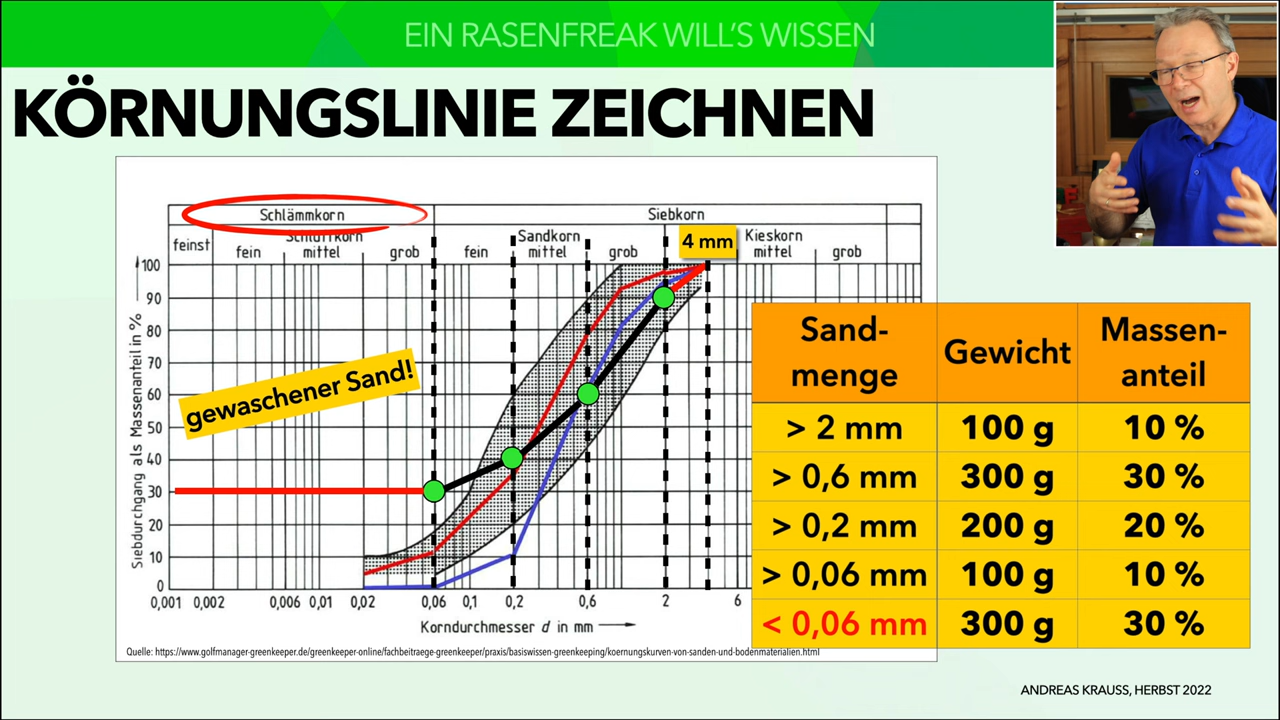 EIN RASENFREAK WILL'S WISSEN
KÖRNUNGSLINIE ZEICHNEN
Schlämmkorn
Siebkorn
feinst
Schluffkorn
Sandkorn
Kieskorn
fein
mittel
grob
fein
mittel
grob
4 mm
mittel
grob
Siebdurchgang als Massenanteil in %
100
90
80
70
60
50
40
30
20
10
0
gewaschener Sand!
0,001 0,002 0,006 0,01 0,02 0,06 0,1 0,2 0,6 2 6
Korndurchmesser d in mm
Quelle: https://www.golfmanager-greenkeeper.de/greenkeeper-online/fachbeitraege-greenkeeper/praxis/basiswissen-greenkeeping/koernungskurven-von-sanden-und-bodenmaterialien.html
Sand-
menge
Gewicht
Massen-
anteil
> 2 mm 100 g 10 %
> 0,6 mm 300 g 30 %
> 0,2 mm 200 g 20 %
> 0,06 mm 100 g 10 %
< 0,06 mm 300 g 30 %
ANDREAS KRAUSS, HERBST 2022